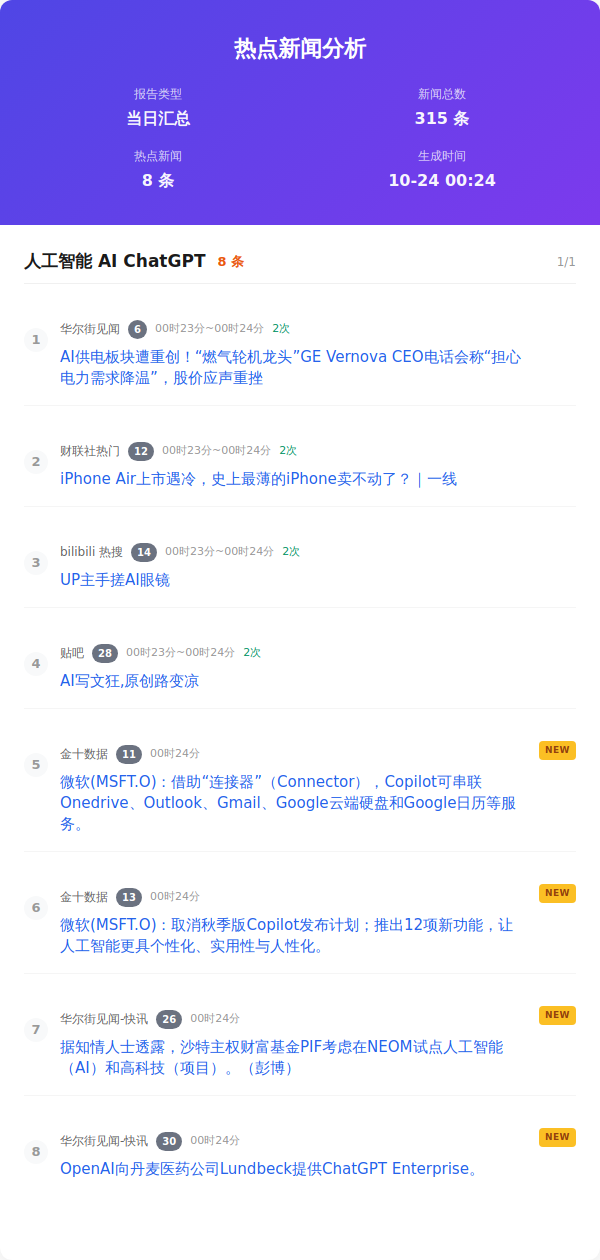 热点新闻分析
报告类型
新闻总数
当日汇总
315 条
热点新闻
生成时间
8 条
10-24 00:24
人工智能 AI ChatGPT 8 条 1/1
1
华尔街见闻 6 00时23分~00时24分 2次
AI供电板块遭重创！“燃气轮机龙头”GE Vernova CEO电话会称“担心
电力需求降温”，股价应声重挫
2
财联社热门 12 00时23分~00时24分 2次
iPhone Air上市遇冷，史上最薄的iPhone卖不动了？｜一线
3
bilibili 热搜 14 00时23分~00时24分 2次
UP主手搓AI眼镜
4
贴吧 28 00时23分~00时24分 2次
AI写文狂,原创路变凉
5
金十数据 11 00时24分 NEW
微软(MSFT.O)：借助“连接器”（Connector），Copilot可串联
Onedrive、Outlook、Gmail、Google云端硬盘和Google日历等服
务。
6
金十数据 13 00时24分 NEW
微软(MSFT.O)：取消秋季版Copilot发布计划；推出12项新功能，让
人工智能更具个性化、实用性与人性化。
7
华尔街见闻-快讯 26 00时24分 NEW
据知情人士透露，沙特主权财富基金PIF考虑在NEOM试点人工智能
（AI）和高科技（项目）。（彭博）
8
华尔街见闻-快讯 30 00时24分 NEW
OpenAI向丹麦医药公司Lundbeck提供ChatGPT Enterprise。